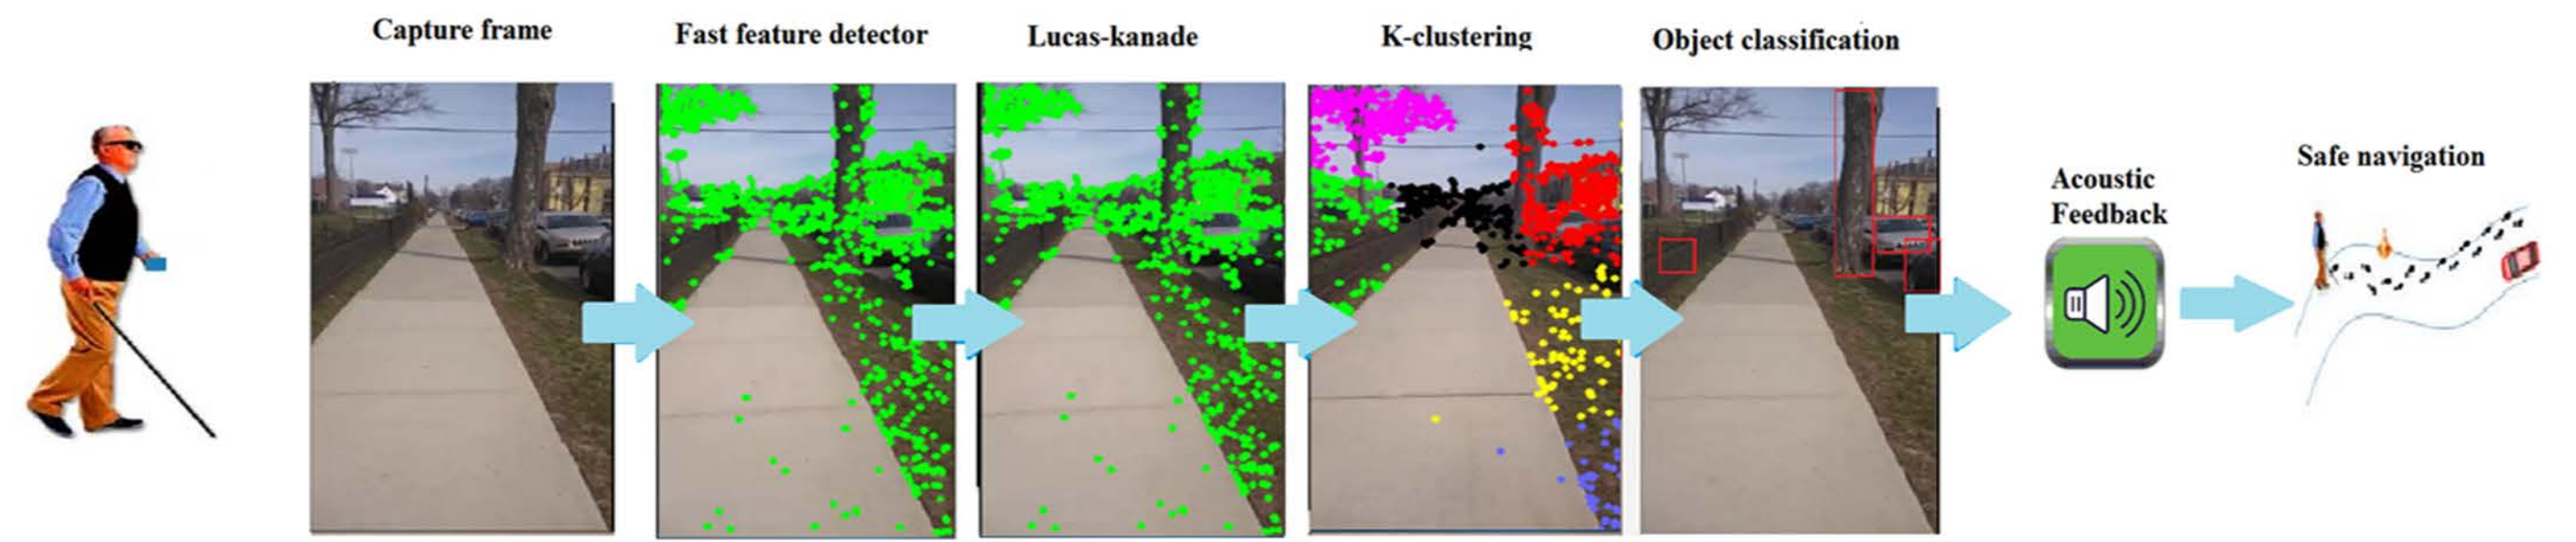 Capture frame
Fast feature detector
Lucas-kanade
K-clustering
Object classification
Acoustic
Feedback
Safe navigation